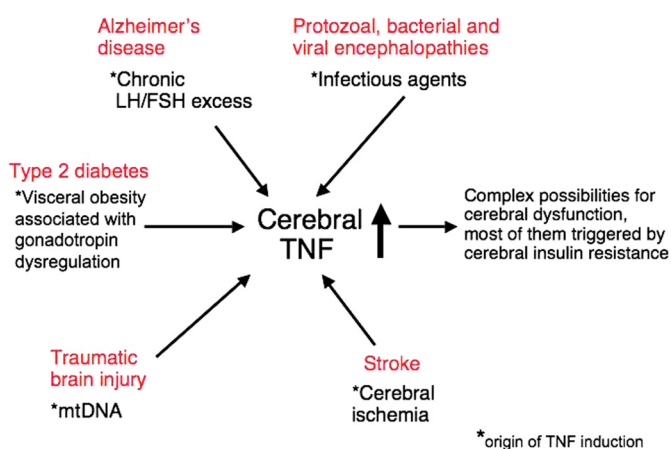 Alzheimer's
disease
*Chronic
LH/FSH excess
Protozoal, bacterial and
viral encephalopathies
*Infectious agents
Type 2 diabetes
*Visceral obesity
associated with
gonadotropin
dysregulation
Cerebral
TNF
Complex possibilities for
cerebral dysfunction,
most of them triggered by
cerebral insulin resistance
Traumatic
brain injury
*mtDNA
Stroke
*Cerebral
ischemia
*origin of TNF induction